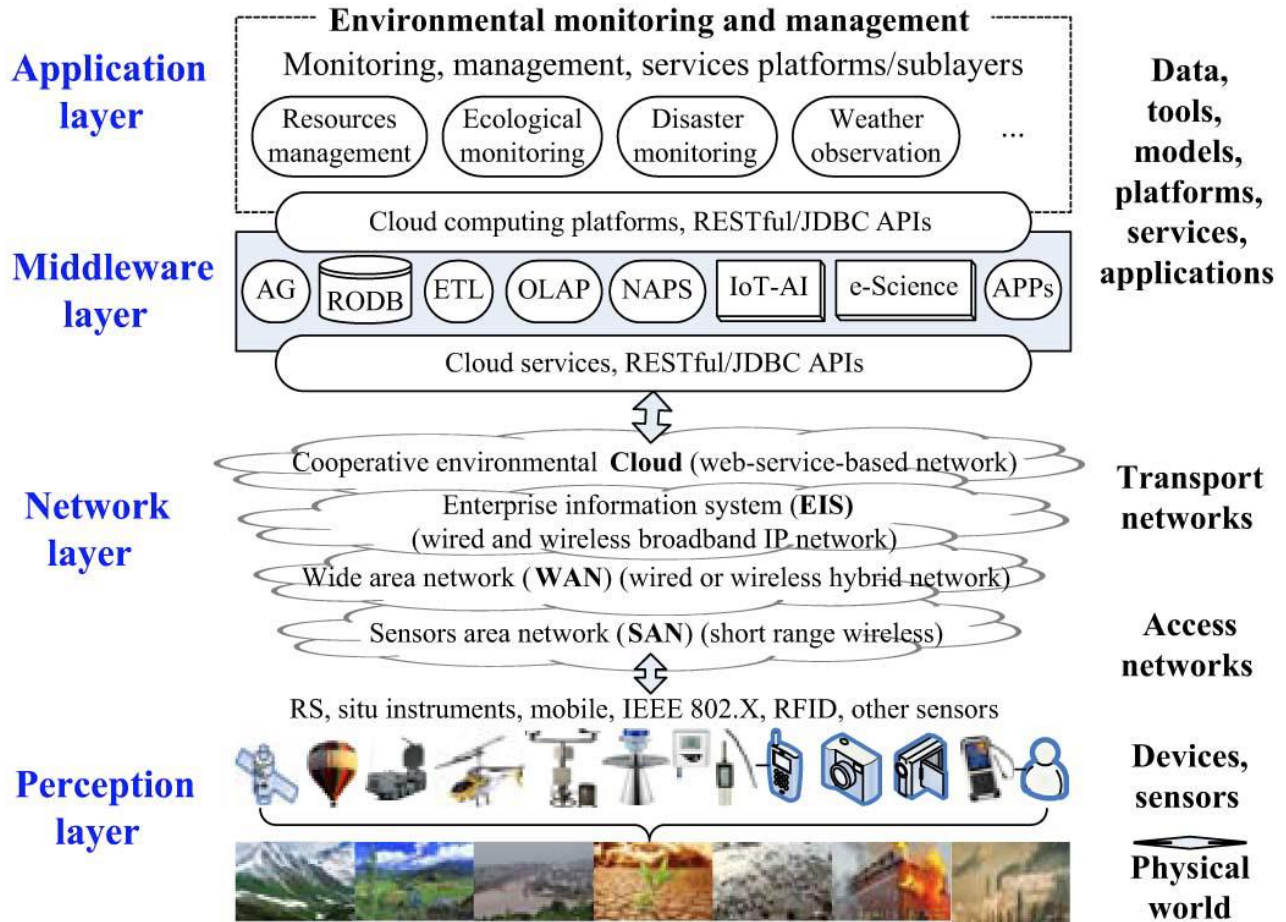 Environmental monitoring and management
Monitoring, management, services platforms/sublayers
Application
layer
Resources
management
Ecological
monitoring
Disaster
monitoring
Weather
observation
...
Data,
tools,
models,
platforms,
services,
applications
Cloud computing platforms, RESTful/JDBC APIs
Middleware
layer
AG
RODB
ETL
OLAP
NAPS
IoT-AI
e-Science
APPs
Cloud services, RESTful/JDBC APIs
Network
layer
Cooperative environmental Cloud (web-service-based network)
Enterprise information system (EIS)
(wired and wireless broadband IP network)
Wide area network (WAN) (wired or wireless hybrid network)
Sensors area network (SAN) (short range wireless)
Transport
networks
Access
networks
RS, situ instruments, mobile, IEEE 802.X, RFID, other sensors
Perception
layer
Devices,
sensors
Physical
world